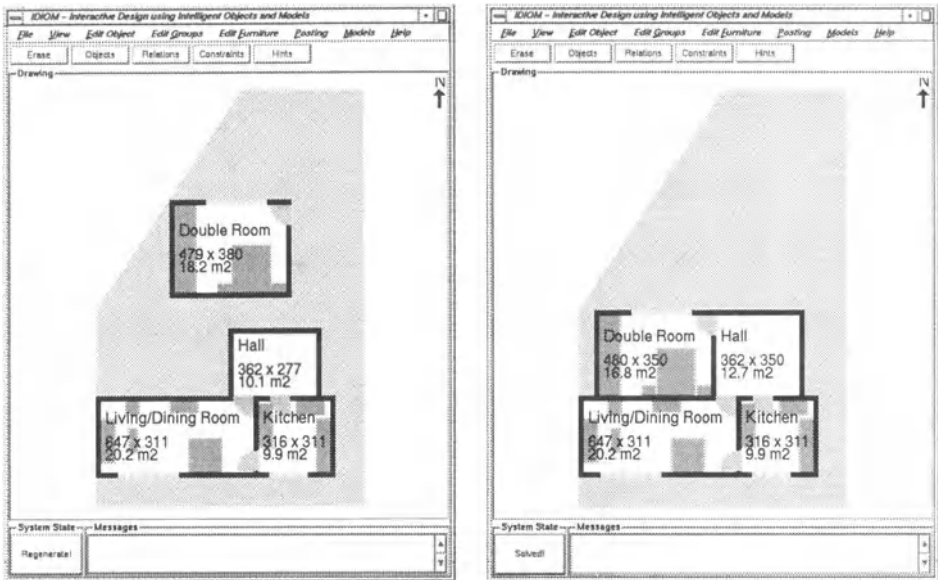 IDIOM – Interactive Design using Intelligent Objects and Models
File View Edit Object Edit Groups Edit Furniture Posting Models Help
Erase Objects Relations Constraints Hints
Drawing
N
Double Room
479 x 380
18.2 m2
Hall
362 x 277
10.1 m2
Living/Dining Room
647 x 311
20.2 m2
Kitchen
316 x 311
9.9 m2
System State
Messages
Regenerate!
IDIOM – Interactive Design using Intelligent Objects and Models
File View Edit Object Edit Groups Edit Furniture Posting Models Help
Erase Objects Relations Constraints Hints
Drawing
N
Double Room
480 x 350
16.8 m2
Hall
362 x 350
12.7 m2
Living/Dining Room
647 x 311
20.2 m2
Kitchen
316 x 311
9.9 m2
System State
Messages
Solved!